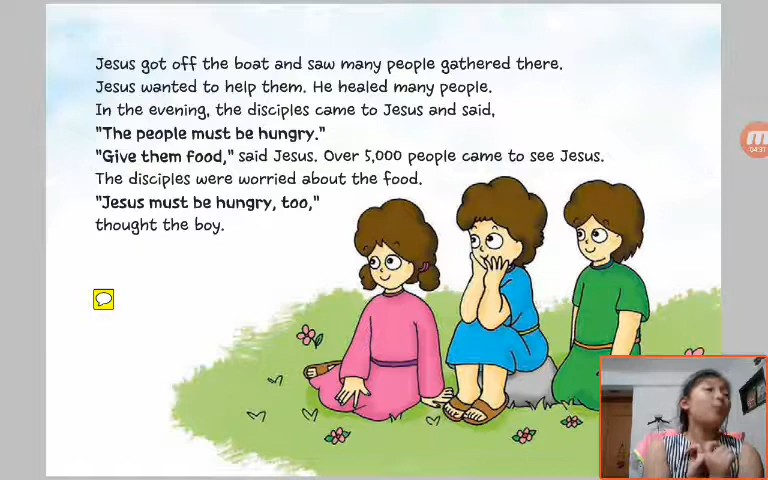 Jesus got off the boat and saw many people gathered there.
Jesus wanted to help them. He healed many people.
In the evening, the disciples came to Jesus and said,
"The people must be hungry."
"Give them food," said Jesus. Over 5,000 people came to see Jesus.
The disciples were worried about the food.
"Jesus must be hungry, too,"
thought the boy.
04:31